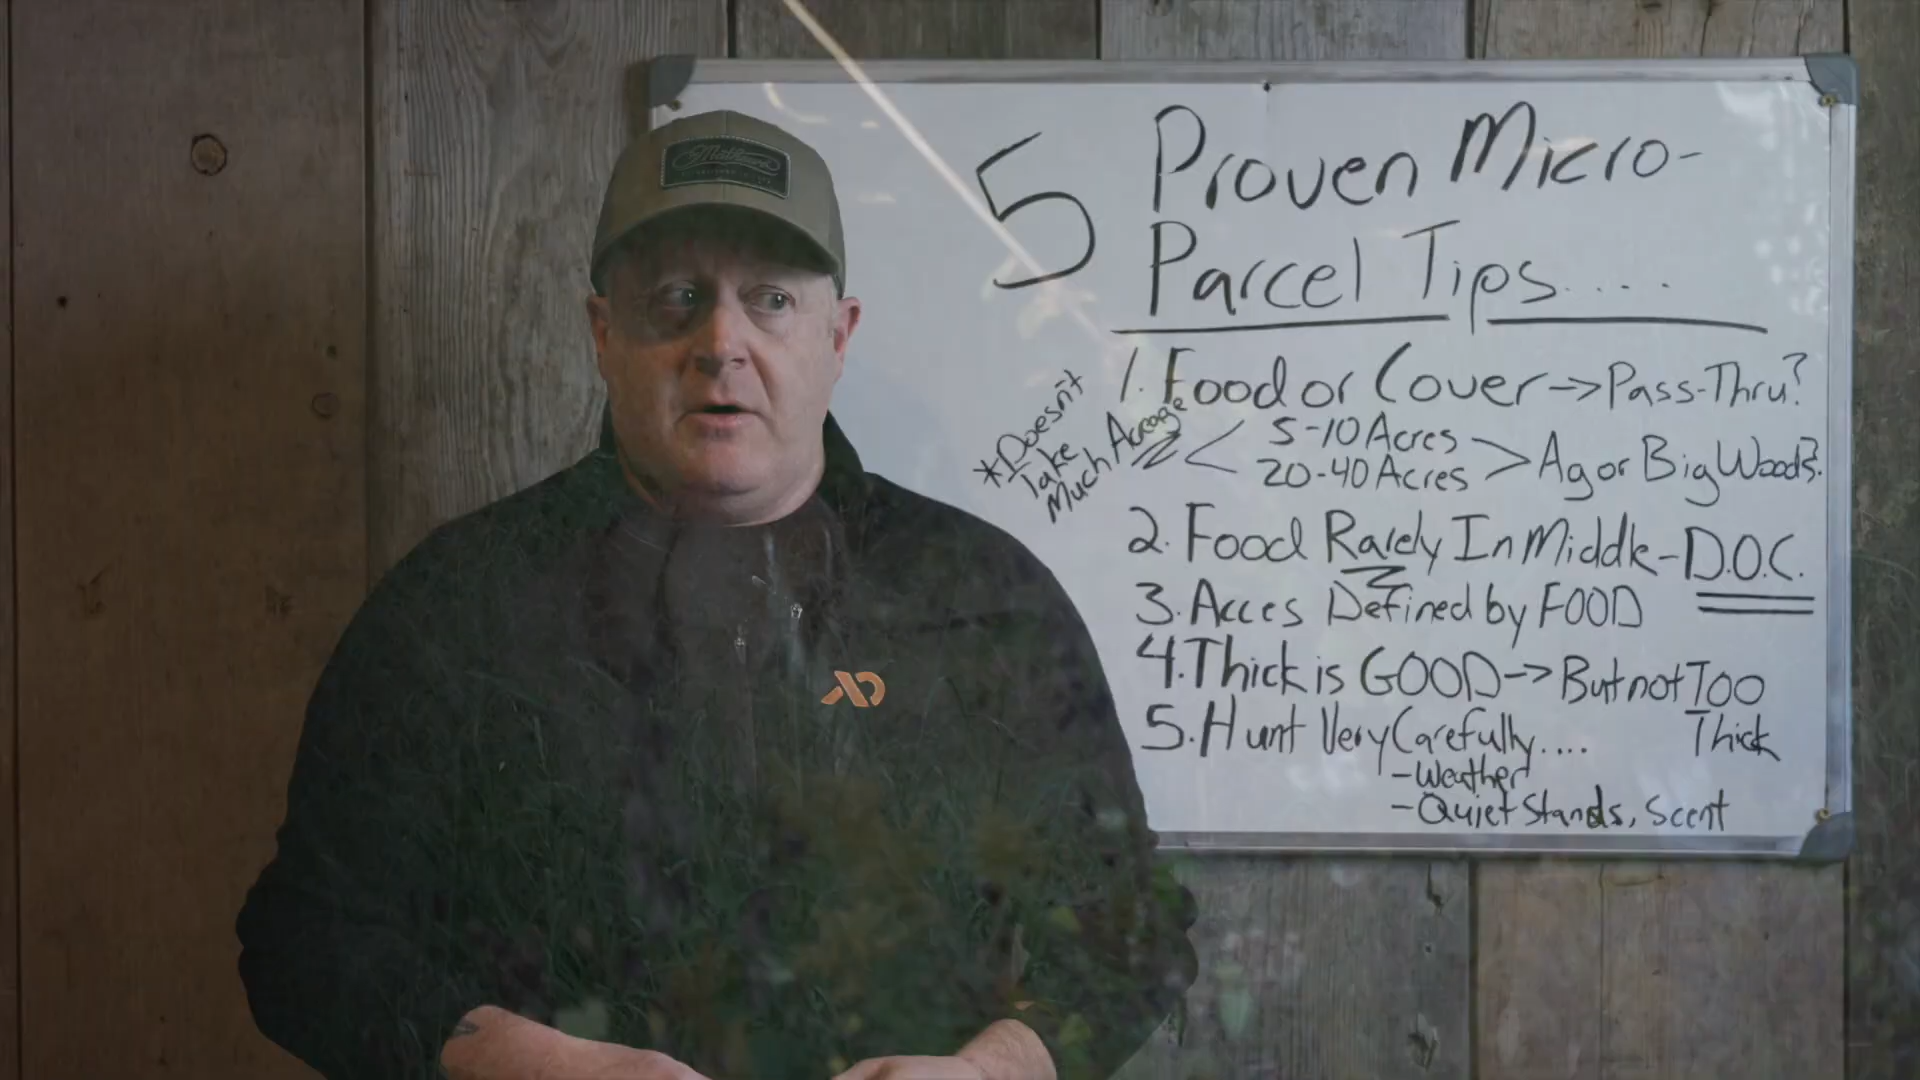 Mathews
5 Proven Micro-
Parcel Tips....
1. Food or Cover -> Pass-Thru?
*Doesn't
Take
Much Acreage
5-10 Acres
20-40 Acres
Ag or Big Woods?
2. Food Rarely In Middle - D.O.C.
3. Acces Defined by FOOD
4. Thick is GOOD -> But not Too
Thick
5. Hunt Very Carefully....
- Weather
- Quiet Stands, Scent